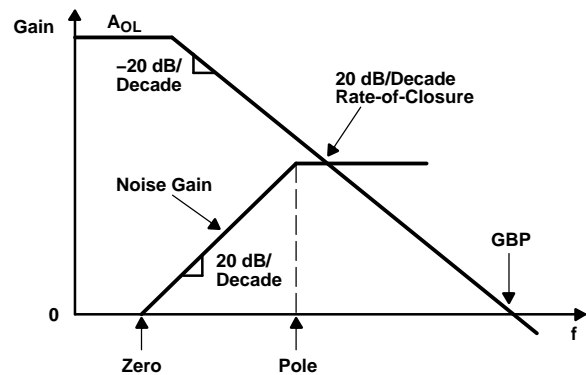 Gain
AOL
–20 dB/
Decade
20 dB/Decade
Rate-of-Closure
Noise Gain
GBP
20 dB/
Decade
0
f
Zero
Pole